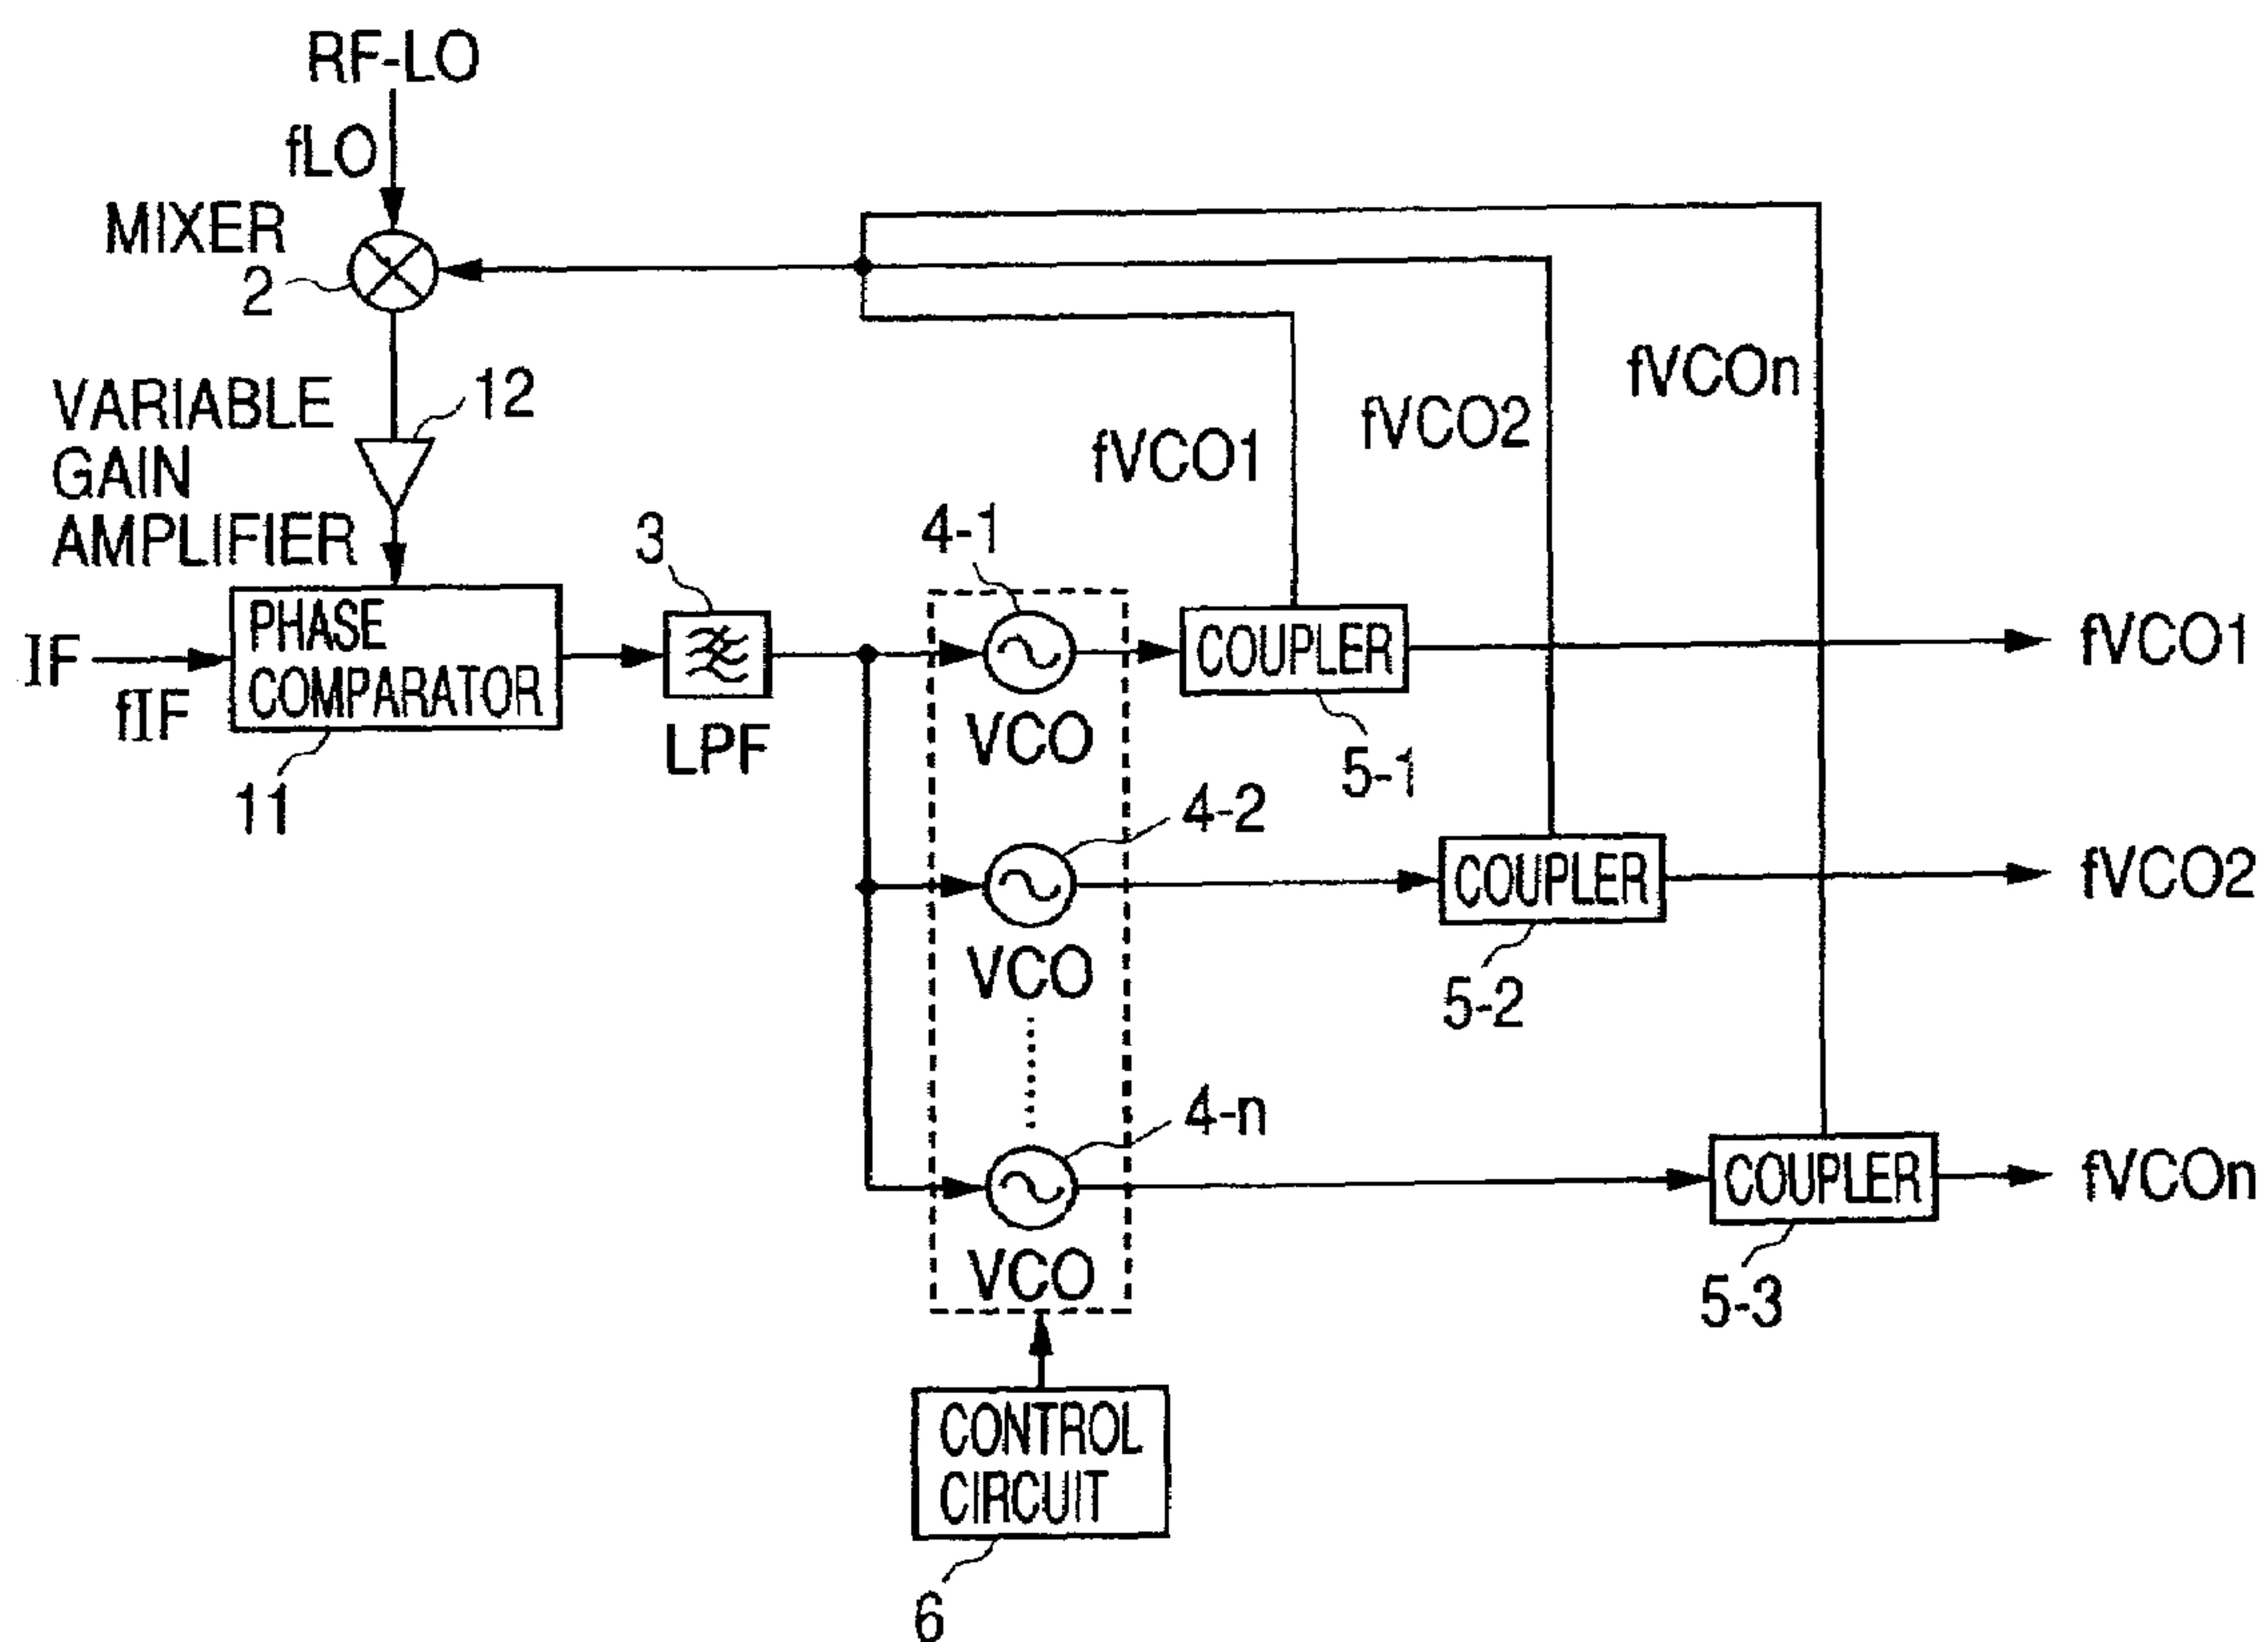 RF-LO
fLO
MIXER
2
VARIABLE
GAIN
AMPLIFIER
12
fVCO1
fVCO2
fVCOn
IF
fIF
PHASE
COMPARATOR
11
3
LPF
4-1
VCO
COUPLER
5-1
fVCO1
4-2
VCO
COUPLER
5-2
fVCO2
4-n
VCO
COUPLER
5-3
fVCOn
CONTROL
CIRCUIT
6